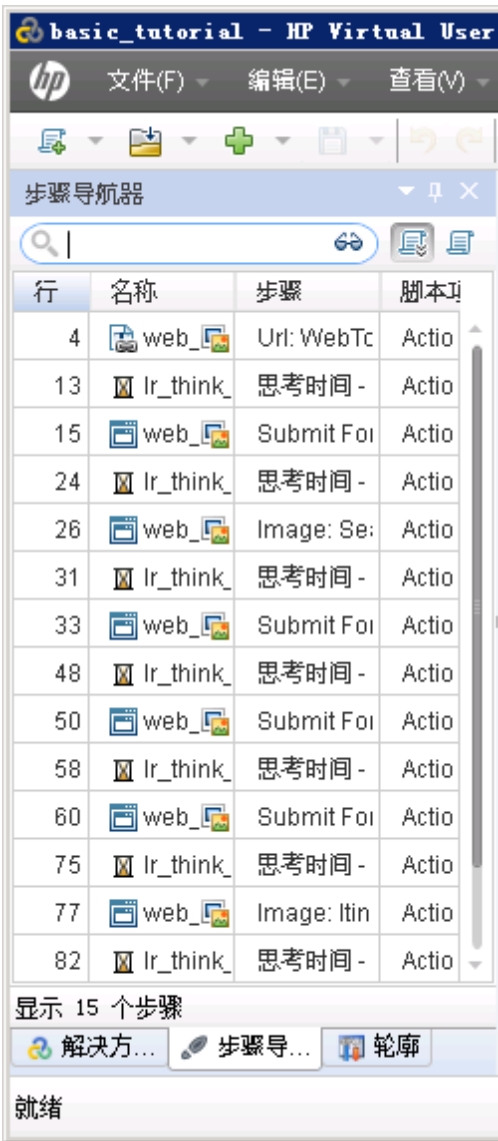 basic_tutorial - HP Virtual User
hp 文件(F) 编辑(E) 查看(V)
步骤导航器
行 名称 步骤 脚本项
4 web_ Url: WebTc Actio
13 lr_think_ 思考时间 - Actio
15 web_ Submit For Actio
24 lr_think_ 思考时间 - Actio
26 web_ Image: Sea Actio
31 lr_think_ 思考时间 - Actio
33 web_ Submit For Actio
48 lr_think_ 思考时间 - Actio
50 web_ Submit For Actio
58 lr_think_ 思考时间 - Actio
60 web_ Submit For Actio
75 lr_think_ 思考时间 - Actio
77 web_ Image: Itin Actio
82 lr_think_ 思考时间 - Actio
显示 15 个步骤
解决方... 步骤导... 轮廓
就绪